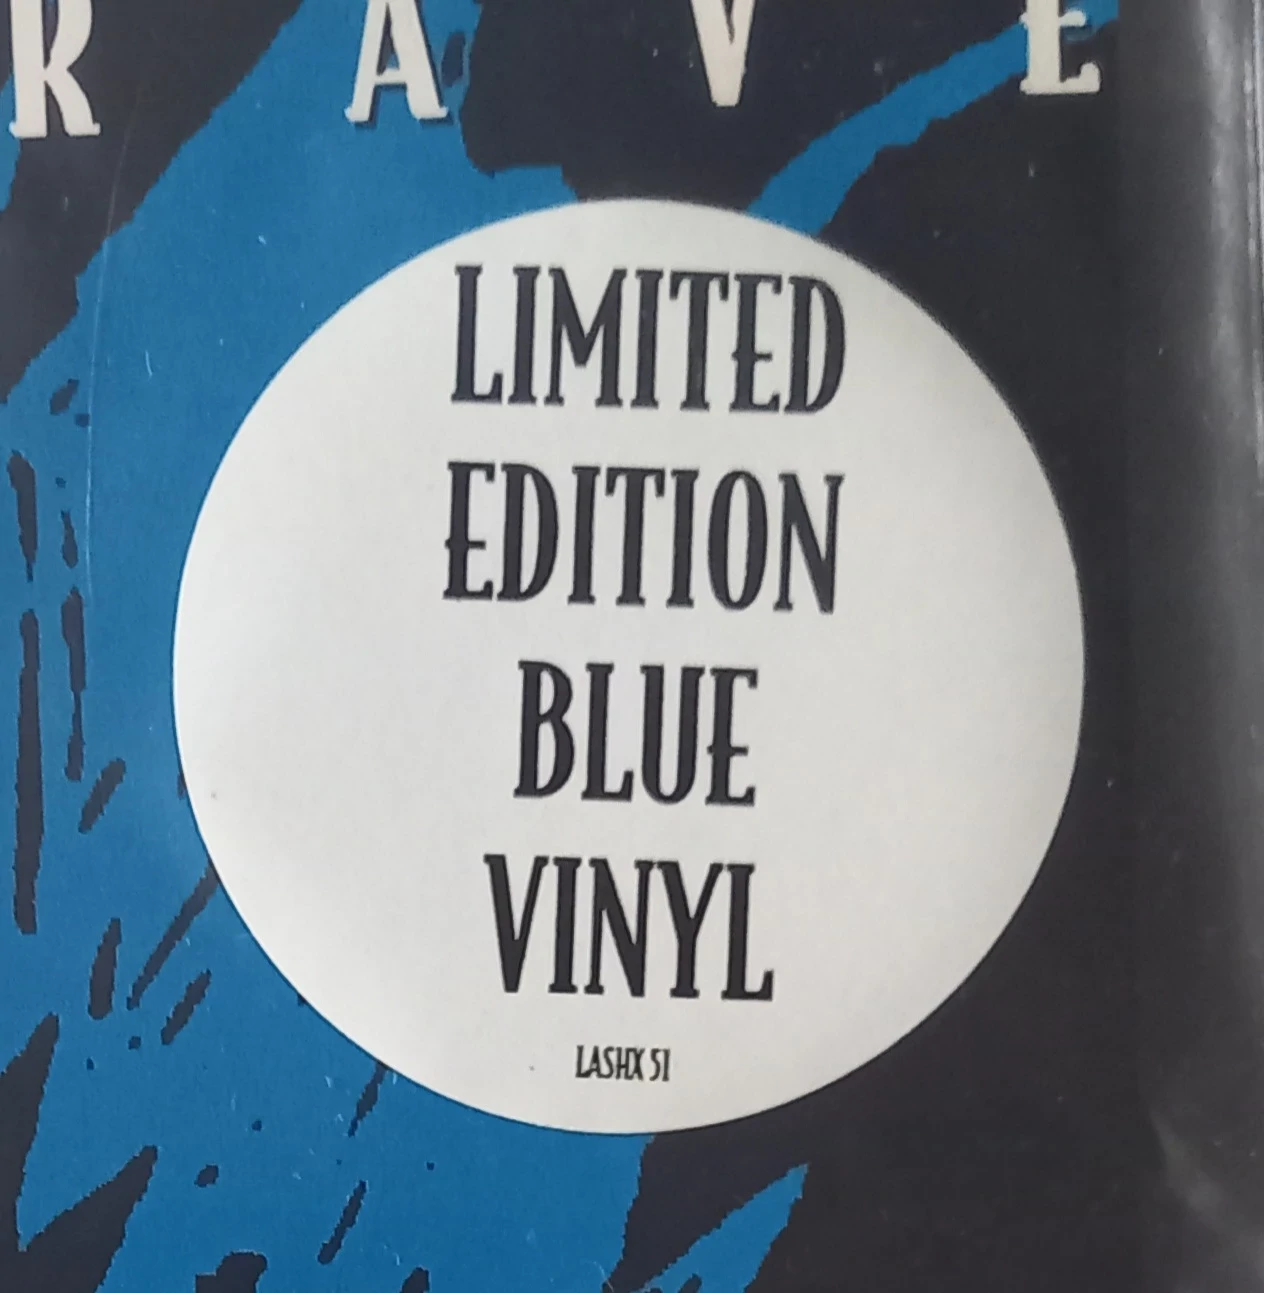 R A V E
LIMITED
EDITION
BLUE
VINYL
LASHX 51